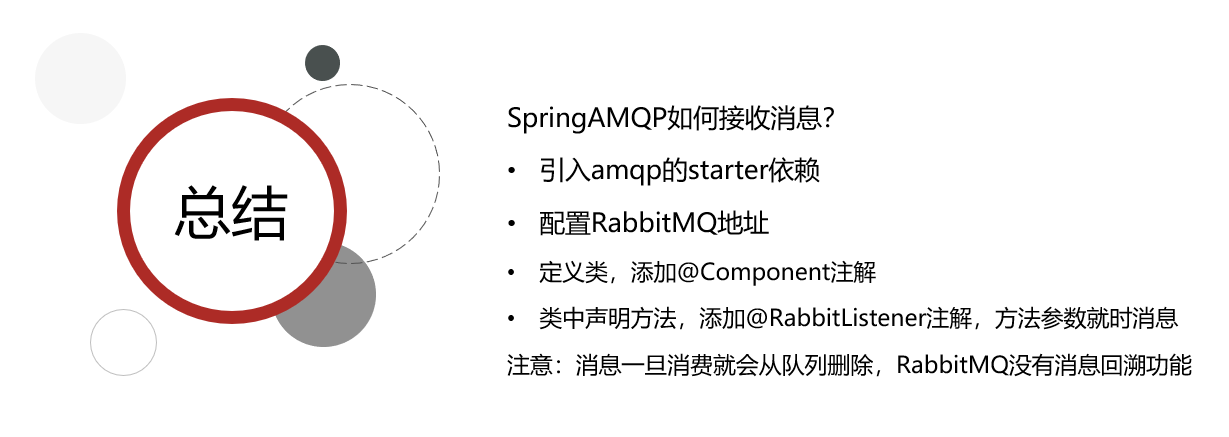 总结
SpringAMQP如何接收消息？
• 引入amqp的starter依赖
• 配置RabbitMQ地址
• 定义类，添加@Component注解
• 类中声明方法，添加@RabbitListener注解，方法参数就时消息
注意：消息一旦消费就会从队列删除，RabbitMQ没有消息回溯功能